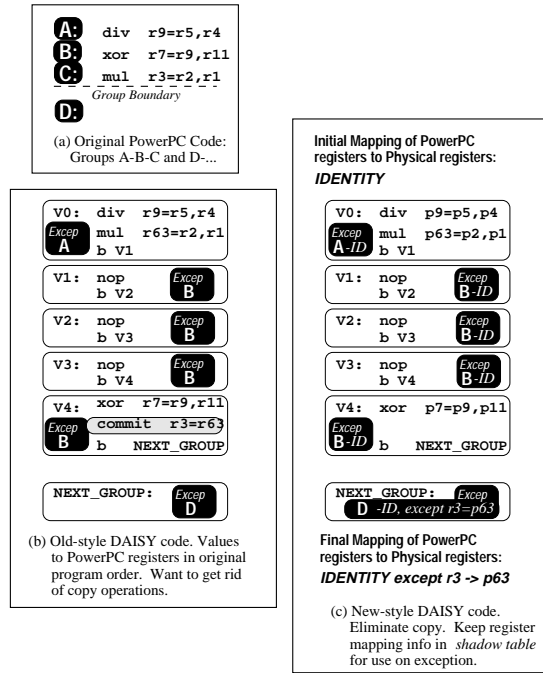 A: div r9=r5,r4
B: xor r7=r9,r11
C: mul r3=r2,r1
Group Boundary
D:
(a) Original PowerPC Code:
Groups A-B-C and D-...
V0: div r9=r5,r4
Excep A mul r63=r2,r1
b V1
V1: nop
b V2 Excep B
V2: nop
b V3 Excep B
V3: nop
b V4 Excep B
V4: xor r7=r9,r11
Excep B commit r3=r63
b NEXT_GROUP
NEXT_GROUP: Excep D
(b) Old-style DAISY code. Values
to PowerPC registers in original
program order. Want to get rid
of copy operations.
Initial Mapping of PowerPC
registers to Physical registers:
IDENTITY
V0: div p9=p5,p4
Excep A-ID mul p63=p2,p1
b V1
V1: nop
b V2 Excep B-ID
V2: nop
b V3 Excep B-ID
V3: nop
b V4 Excep B-ID
V4: xor p7=p9,p11
Excep B-ID b NEXT_GROUP
NEXT_GROUP: Excep
D -ID, except r3=p63
Final Mapping of PowerPC
registers to Physical registers:
IDENTITY except r3 -> p63
(c) New-style DAISY code.
Eliminate copy. Keep register
mapping info in shadow table
for use on exception.